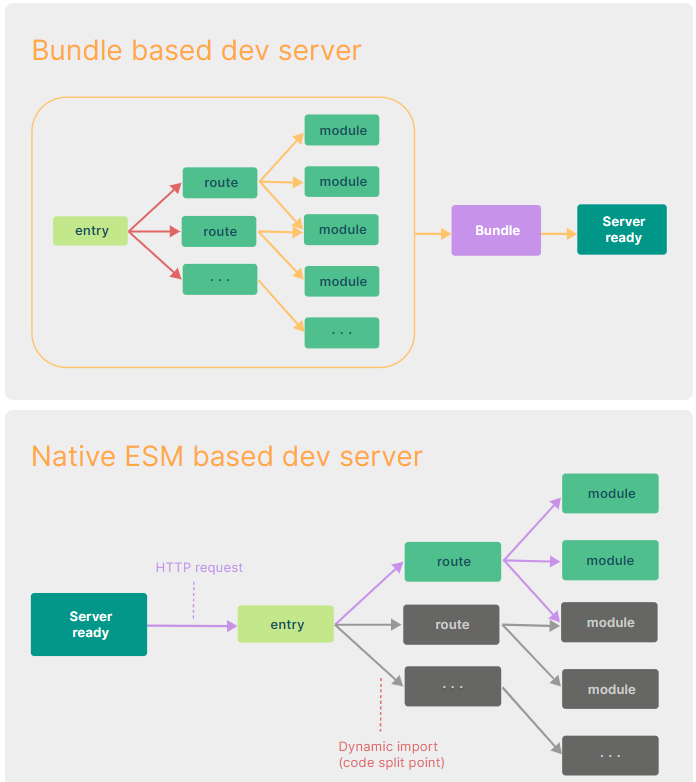 Bundle based dev server
entry
route
route
· · ·
module
module
module
module
· · ·
Bundle
Server
ready
Native ESM based dev server
Server
ready
HTTP request
entry
route
route
· · ·
Dynamic import
(code split point)
module
module
module
module
· · ·